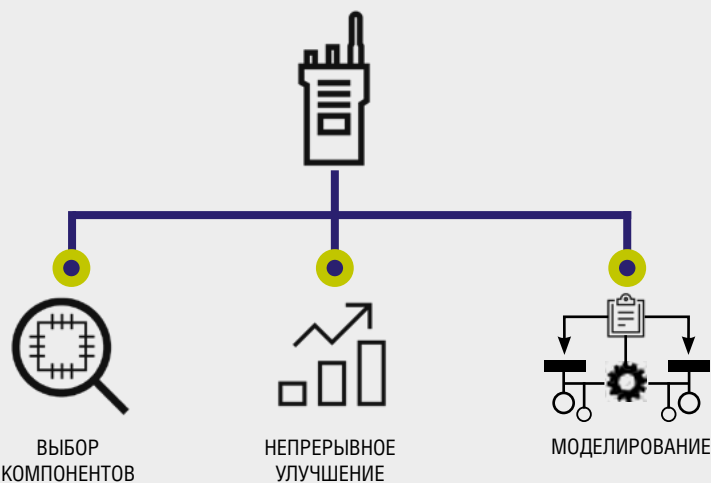 ВЫБОР
КОМПОНЕНТОВ
НЕПРЕРЫВНОЕ
УЛУЧШЕНИЕ
МОДЕЛИРОВАНИЕ